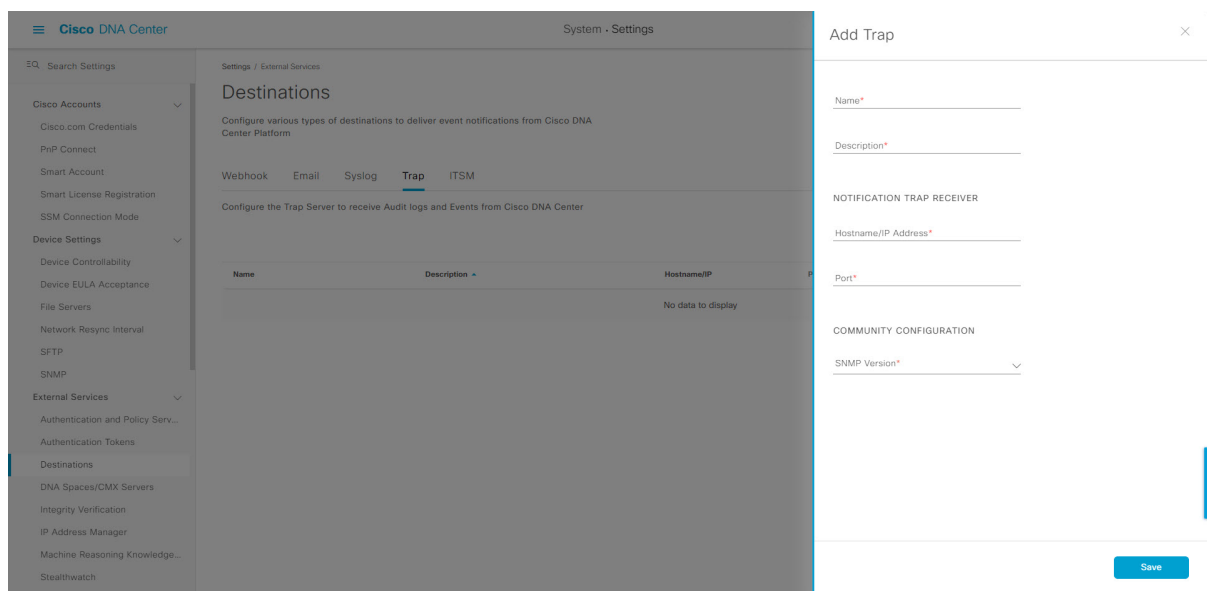 Cisco DNA Center
System · Settings
Search Settings
Cisco Accounts
Cisco.com Credentials
PnP Connect
Smart Account
Smart License Registration
SSM Connection Mode
Device Settings
Device Controllability
Device EULA Acceptance
File Servers
Network Resync Interval
SFTP
SNMP
External Services
Authentication and Policy Serv...
Authentication Tokens
Destinations
DNA Spaces/CMX Servers
Integrity Verification
IP Address Manager
Machine Reasoning Knowledge...
Stealthwatch
Settings / External Services
Destinations
Configure various types of destinations to deliver event notifications from Cisco DNA
Center Platform
Webhook Email Syslog Trap ITSM
Configure the Trap Server to receive Audit logs and Events from Cisco DNA Center
Name Description Hostname/IP P
No data to display
Add Trap
Name*
Description*
NOTIFICATION TRAP RECEIVER
Hostname/IP Address*
Port*
COMMUNITY CONFIGURATION
SNMP Version*
Save